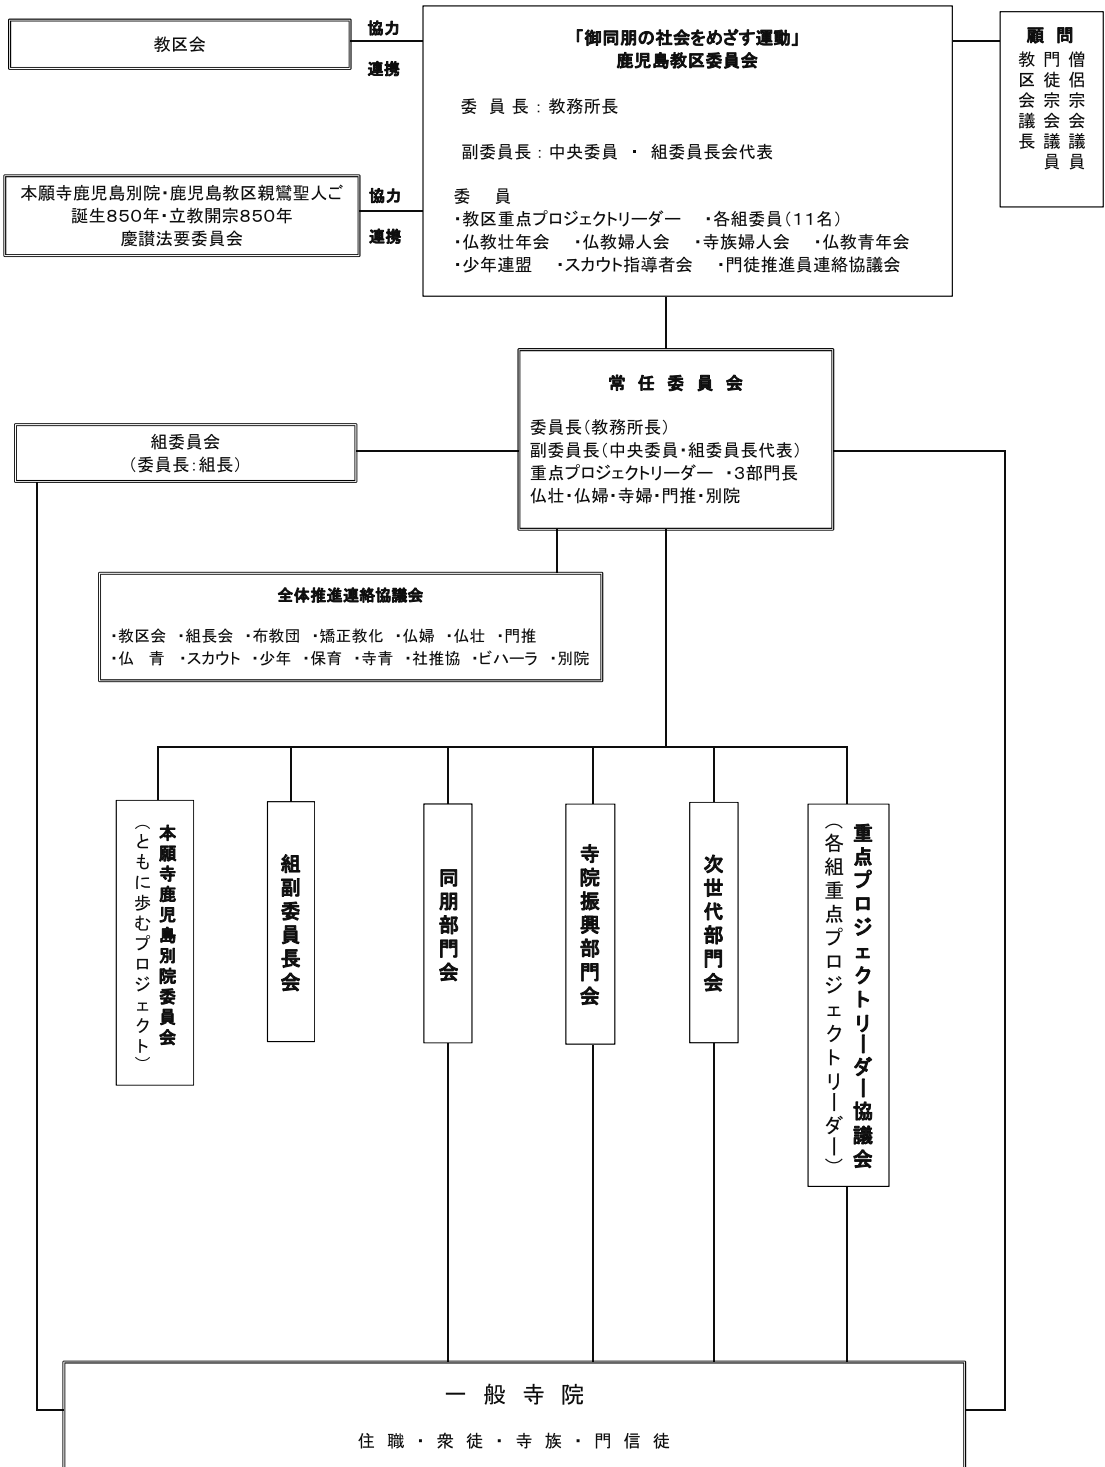 教区会
協力
連携
「御同朋の社会をめざす運動」
鹿児島教区委員会
委 員 長 : 教務所長
副委員長 : 中央委員 ・ 組委員長会代表
委 員
・教区重点プロジェクトリーダー ・各組委員(11名)
・仏教壮年会 ・仏教婦人会 ・寺族婦人会 ・仏教青年会
・少年連盟 ・スカウト指導者会 ・門徒推進員連絡協議会
顧 問
僧侶宗会議員
門徒宗会議員
教区会議長
本願寺鹿児島別院・鹿児島教区親鸞聖人ご
誕生850年・立教開宗850年
慶讃法要委員会
協力
連携
常 任 委 員 会
委員長(教務所長)
副委員長(中央委員・組委員長代表)
重点プロジェクトリーダー ・3部門長
仏壮・仏婦・寺婦・門推・別院
組委員会
(委員長:組長)
全体推進連絡協議会
・教区会 ・組長会 ・布教団 ・矯正教化 ・仏婦 ・仏壮 ・門推
・仏 青 ・スカウト ・少年 ・保育 ・寺青 ・社推協 ・ビハーラ ・別院
本願寺鹿児島別院委員会
(ともに歩むプロジェクト)
組副委員長会
同朋部門会
寺院振興部門会
次世代部門会
重点プロジェクトリーダー協議会
(各組重点プロジェクトリーダー)
一 般 寺 院
住 職 ・ 衆 徒 ・ 寺 族 ・ 門 信 徒